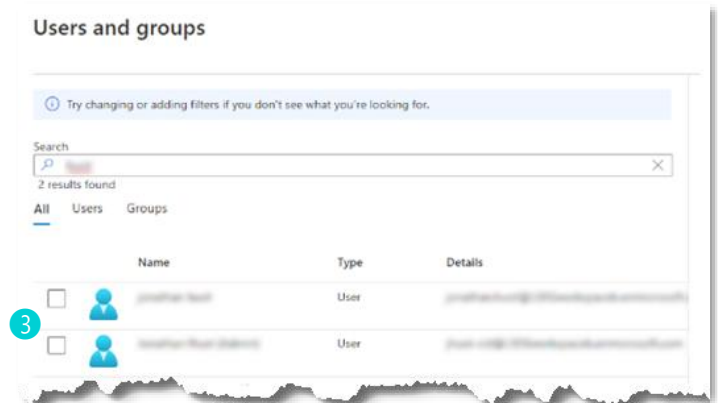 Users and groups
Try changing or adding filters if you don't see what you're looking for.
Search
2 results found
All Users Groups
Name Type Details
User
3
User